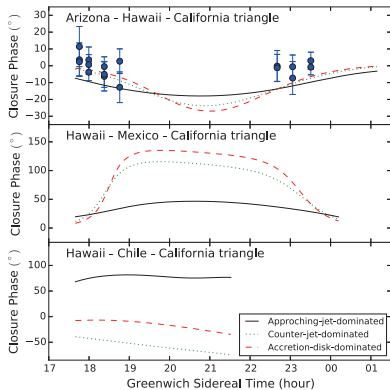 Arizona - Hawaii - California triangle
Closure Phase (°)
30
20
10
0
−10
−20
−30
Hawaii - Mexico - California triangle
Closure Phase (°)
150
100
50
0
Hawaii - Chile - California triangle
Closure Phase (°)
100
50
0
−50
Approching-jet-dominated
Counter-jet-dominated
Accretion-disk-dominated
17 18 19 20 21 22 23 00 01
Greenwich Sidereal Time (hour)